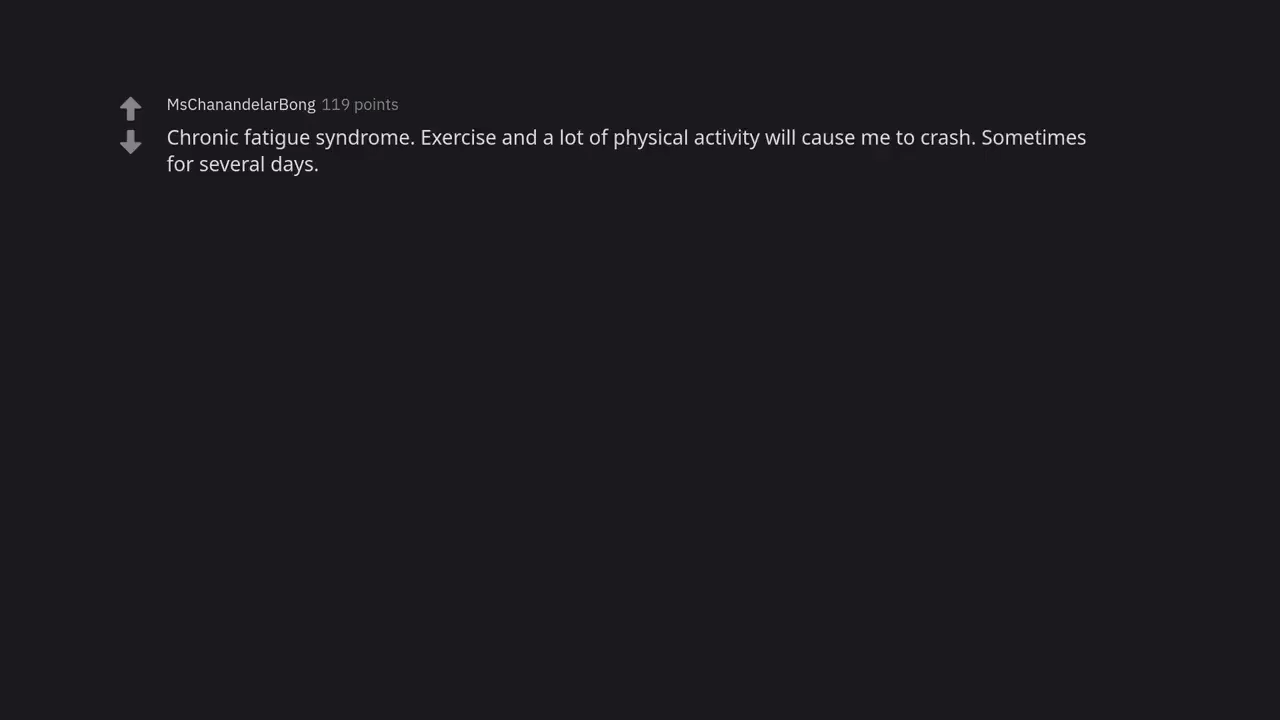 MsChanandelarBong 119 points
Chronic fatigue syndrome. Exercise and a lot of physical activity will cause me to crash. Sometimes
for several days.